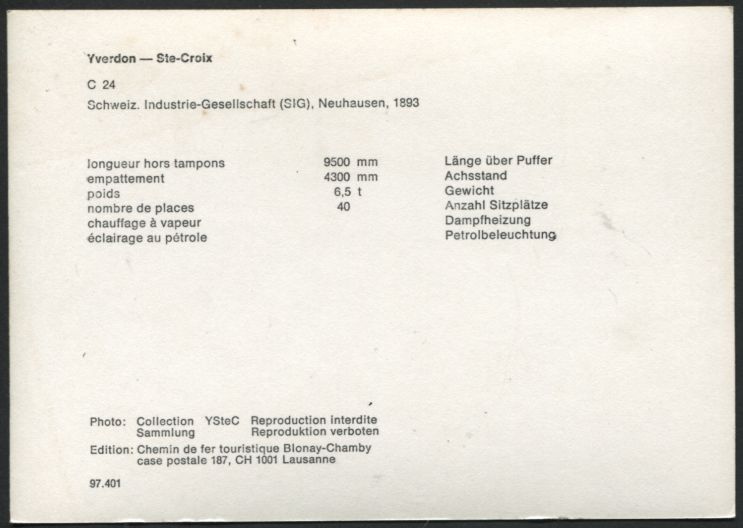 Yverdon — Ste-Croix
C 24
Schweiz. Industrie-Gesellschaft (SIG), Neuhausen, 1893
longueur hors tampons 9500 mm Länge über Puffer
empattement 4300 mm Achsstand
poids 6,5 t Gewicht
nombre de places 40 Anzahl Sitzplätze
chauffage à vapeur Dampfheizung
éclairage au pétrole Petrolbeleuchtung
Photo: Collection YSteC Reproduction interdite
Sammlung Reproduktion verboten
Edition: Chemin de fer touristique Blonay-Chamby
case postale 187, CH 1001 Lausanne
97.401